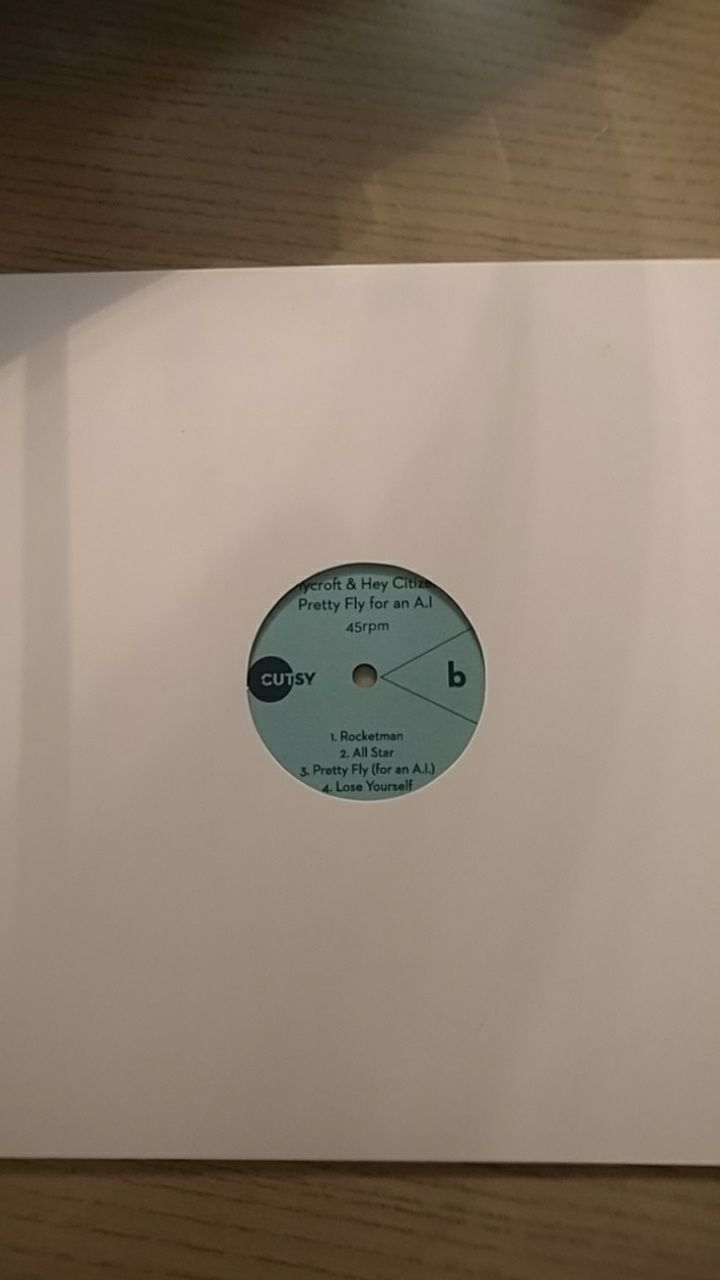 & Hey
Pretty Fly for an A.I
45rpm
CUTSY
b
1. Rocketman
2. All Star
3. Pretty Fly (for an A.I.)
4. Lose Yourself